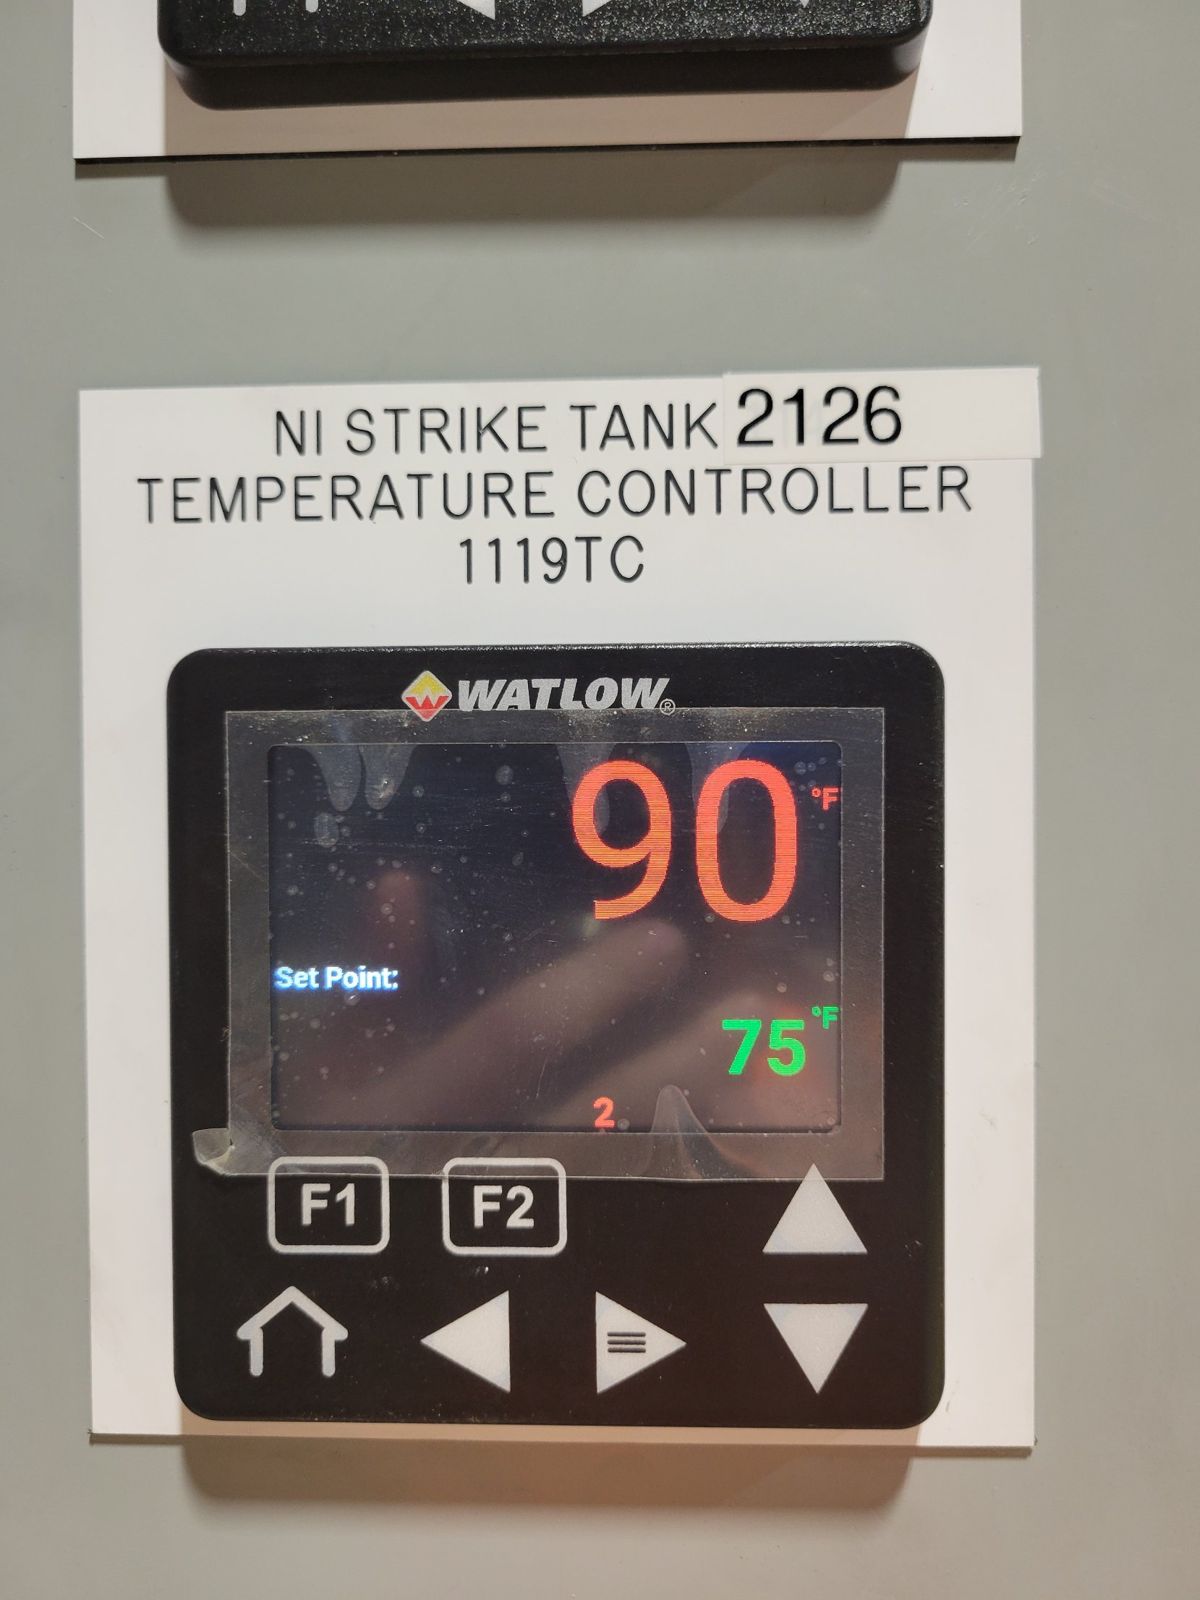 NI STRIKE TANK 2126
TEMPERATURE CONTROLLER
1119TC
WATLOW®
90 °F
Set Point:
75 °F
2
F1 F2